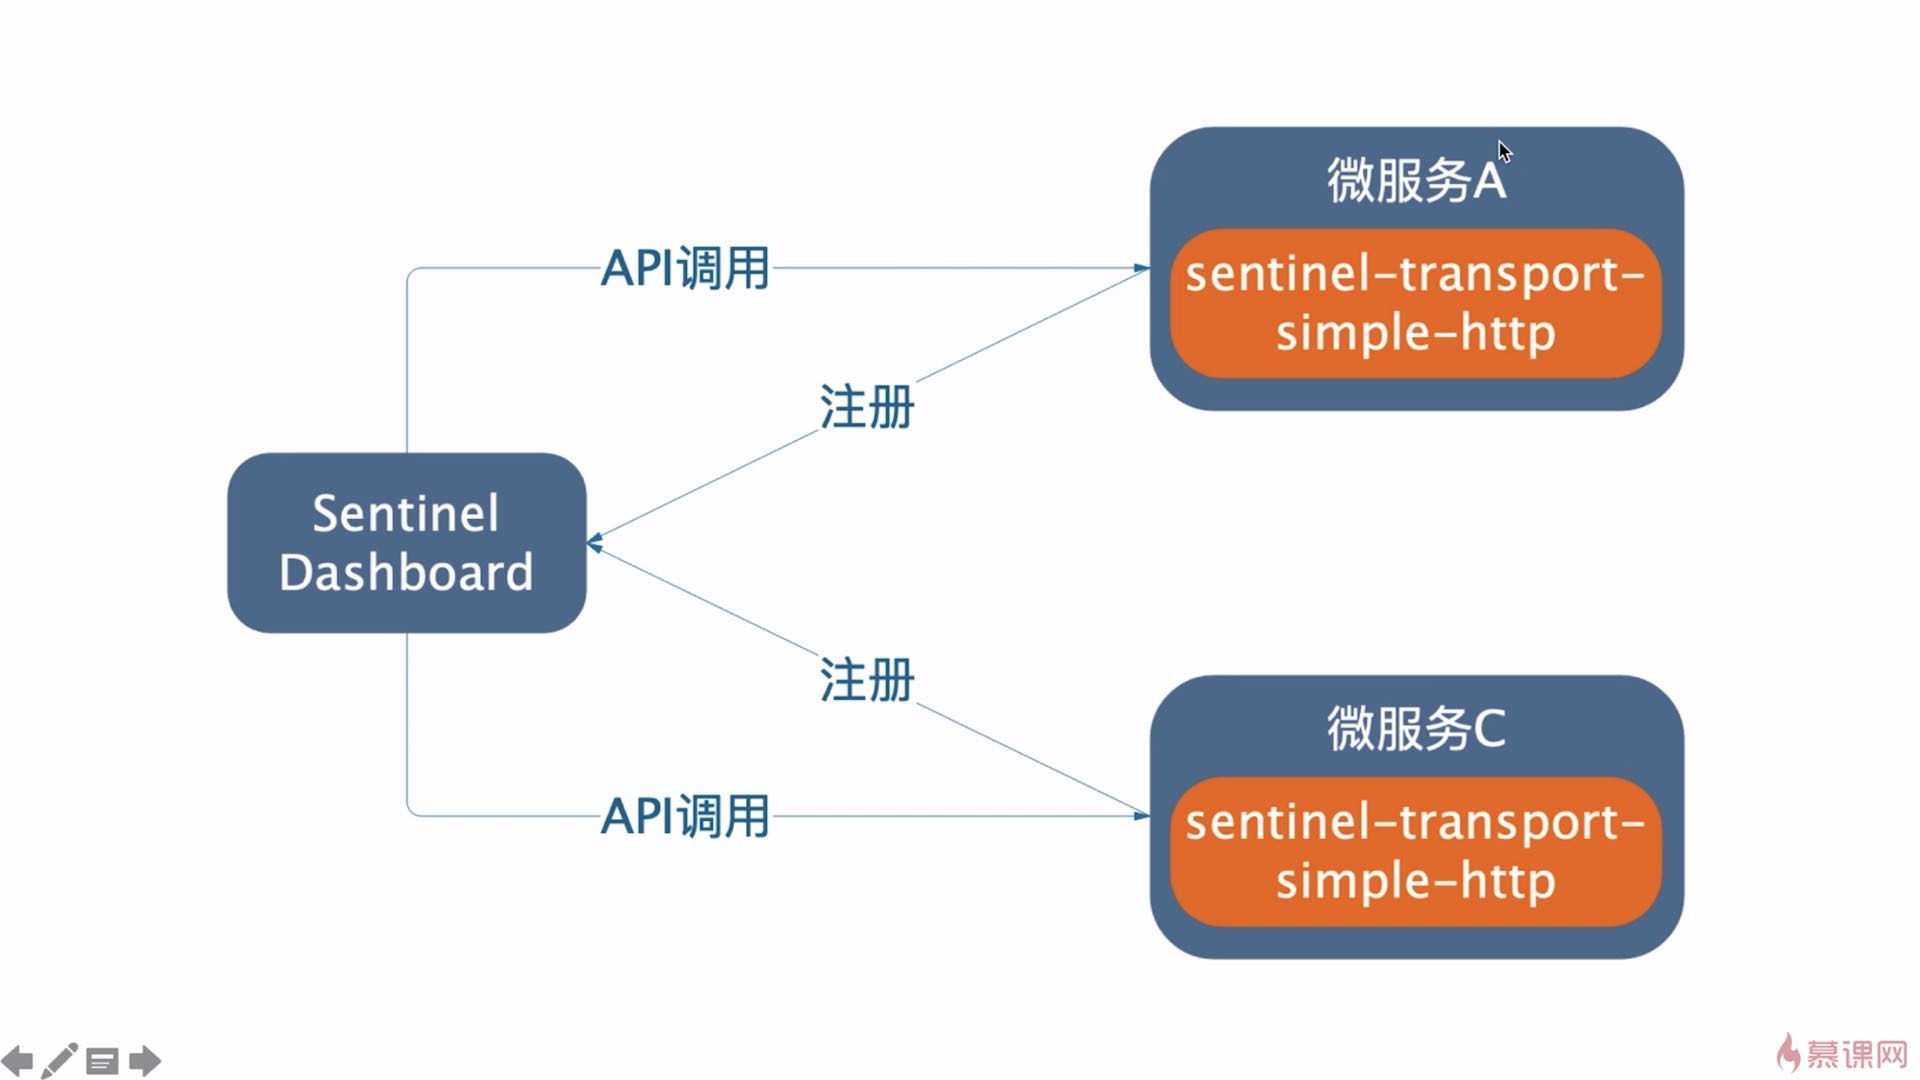 微服务A
sentinel-transport-
simple-http
API调用
注册
Sentinel
Dashboard
注册
API调用
微服务C
sentinel-transport-
simple-http
慕课网